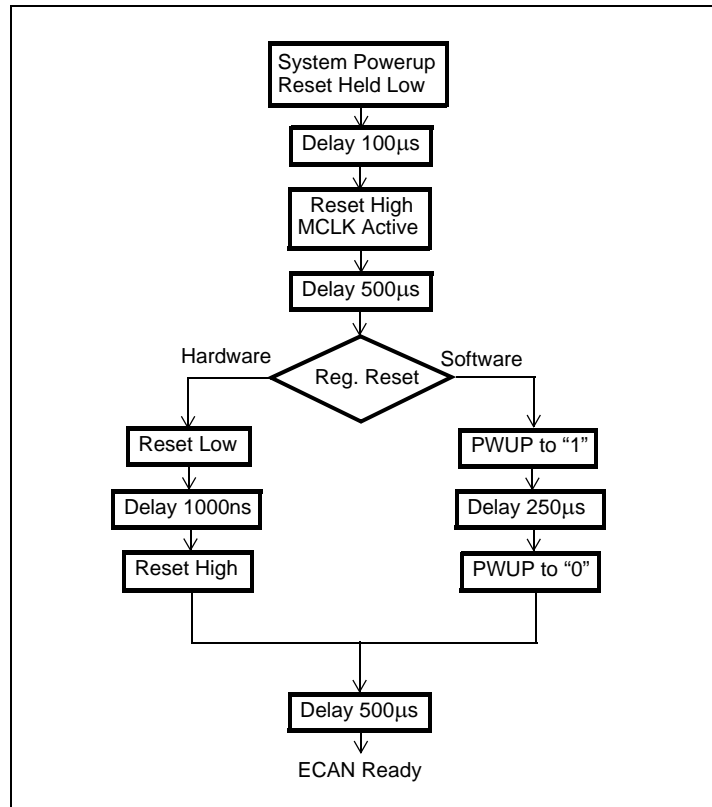 System Powerup
Reset Held Low
Delay 100μs
Reset High
MCLK Active
Delay 500μs
Reg. Reset
Hardware
Software
Reset Low
Delay 1000ns
Reset High
PWUP to “1”
Delay 250μs
PWUP to “0”
Delay 500μs
ECAN Ready